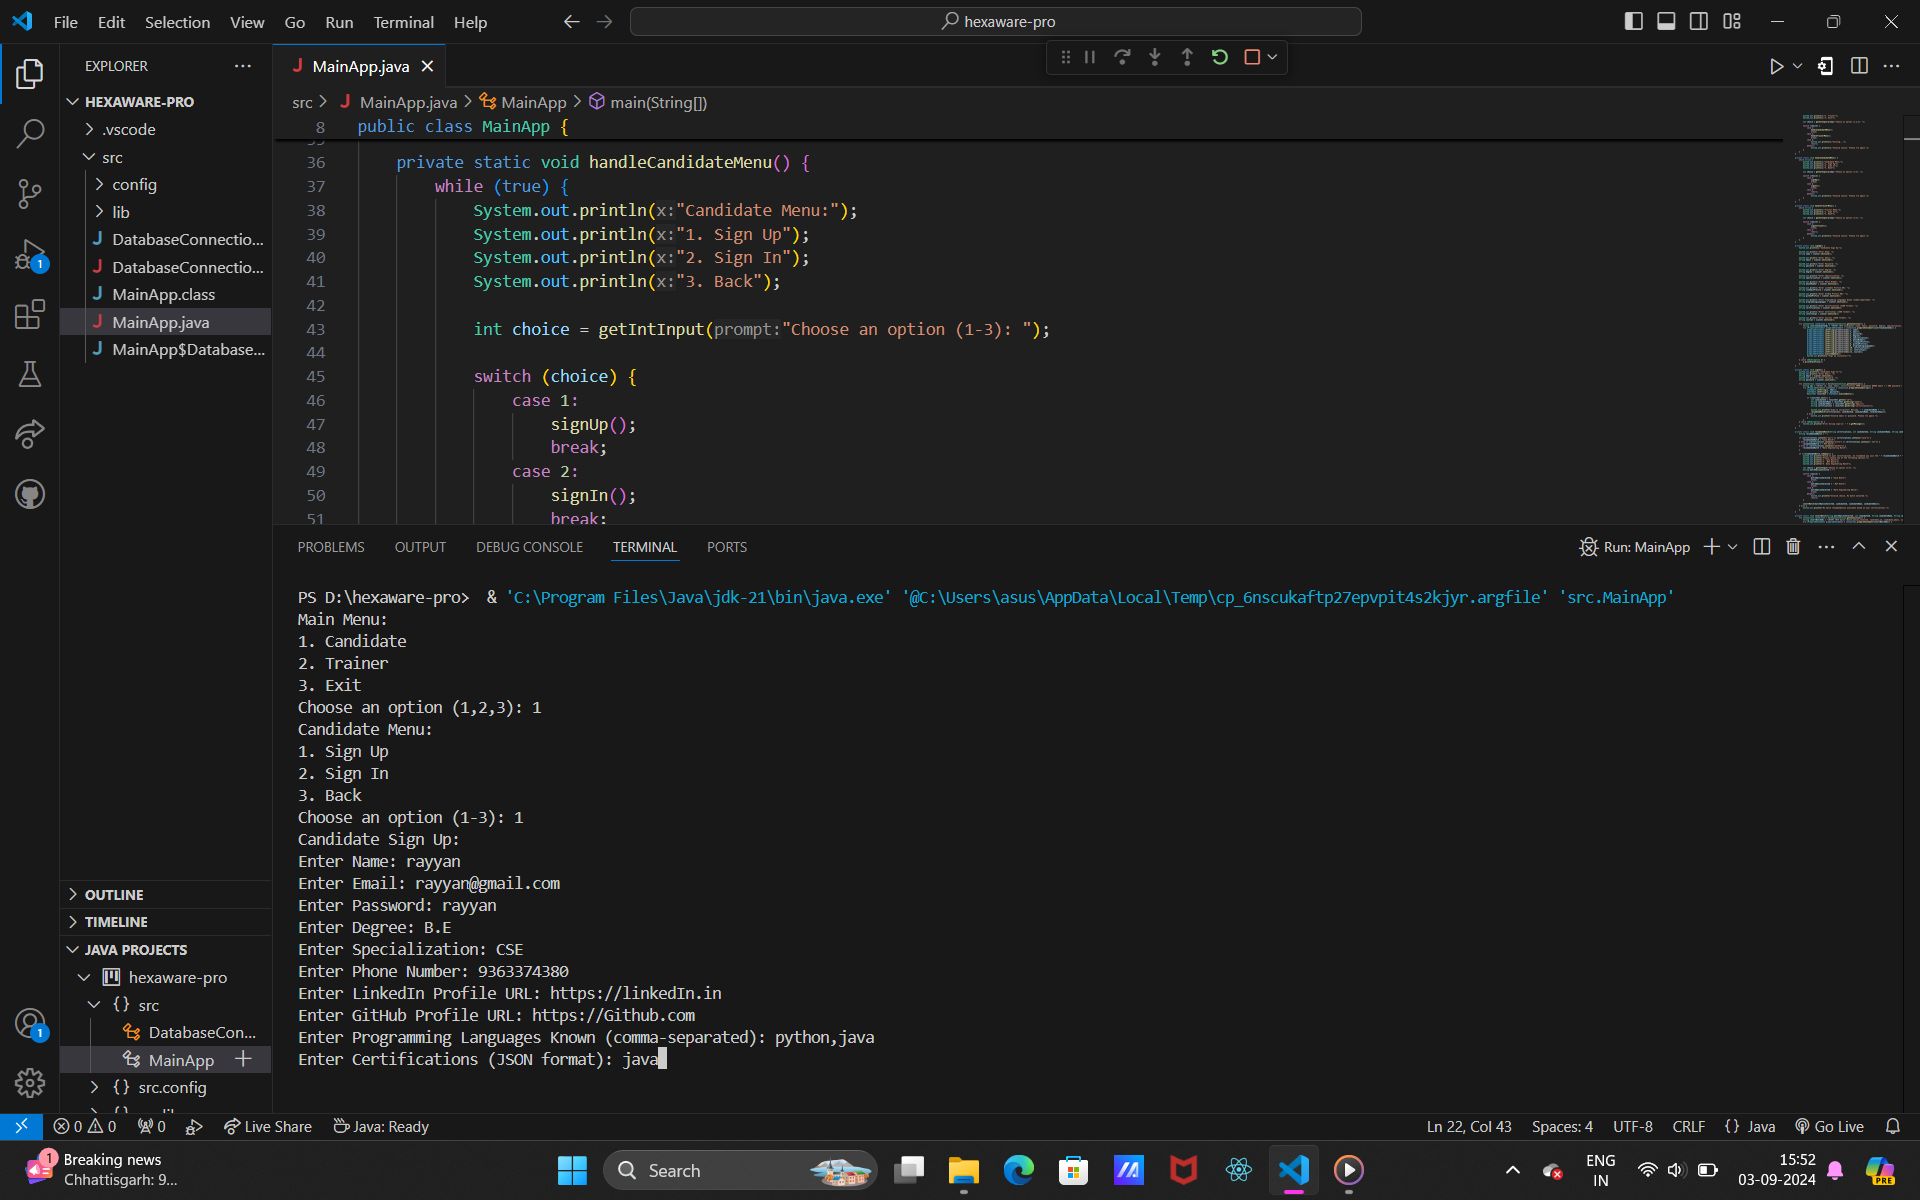 File Edit Selection View Go Run Terminal Help
hexaware-pro
EXPLORER
MainApp.java
HEXAWARE-PRO
.vscode
src
config
lib
DatabaseConnectio...
DatabaseConnectio...
MainApp.class
MainApp.java
MainApp$Database...
OUTLINE
TIMELINE
JAVA PROJECTS
hexaware-pro
src
DatabaseCon...
MainApp
src.config
src > MainApp.java > MainApp > main(String[])
8 public class MainApp {
36 private static void handleCandidateMenu() {
37 while (true) {
38 System.out.println(x:"Candidate Menu:");
39 System.out.println(x:"1. Sign Up");
40 System.out.println(x:"2. Sign In");
41 System.out.println(x:"3. Back");
42
43 int choice = getIntInput(prompt:"Choose an option (1-3): ");
44
45 switch (choice) {
46 case 1:
47 signUp();
48 break;
49 case 2:
50 signIn();
51 break;
PROBLEMS OUTPUT DEBUG CONSOLE TERMINAL PORTS
Run: MainApp
PS D:\hexaware-pro> & 'C:\Program Files\Java\jdk-21\bin\java.exe' '@C:\Users\asus\AppData\Local\Temp\cp_6nscukaftp27epvpit4s2kjyr.argfile' 'src.MainApp'
Main Menu:
1. Candidate
2. Trainer
3. Exit
Choose an option (1,2,3): 1
Candidate Menu:
1. Sign Up
2. Sign In
3. Back
Choose an option (1-3): 1
Candidate Sign Up:
Enter Name: rayyan
Enter Email: rayyan@gmail.com
Enter Password: rayyan
Enter Degree: B.E
Enter Specialization: CSE
Enter Phone Number: 9363374380
Enter LinkedIn Profile URL: https://linkedIn.in
Enter GitHub Profile URL: https://Github.com
Enter Programming Languages Known (comma-separated): python,java
Enter Certifications (JSON format): java
1
1
0 0 0 Live Share Java: Ready
Ln 22, Col 43 Spaces: 4 UTF-8 CRLF {} Java Go Live
1
Breaking news
Chhattisgarh: 9...
Search
ENG
IN
15:52
03-09-2024
PRE